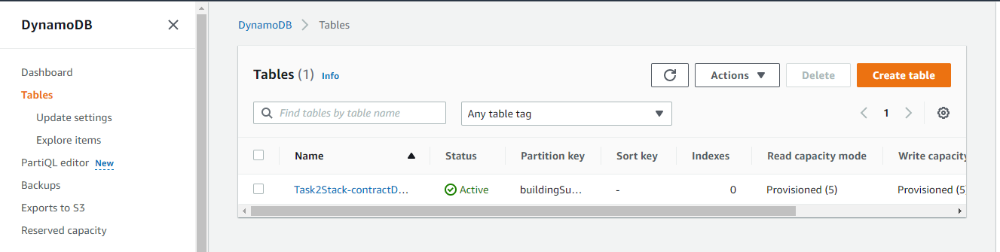 DynamoDB
Dashboard
Tables
Update settings
Explore items
PartiQL editor New
Backups
Exports to S3
Reserved capacity
DynamoDB > Tables
Tables (1) Info
Actions Delete Create table
Find tables by table name Any table tag 1
Name Status Partition key Sort key Indexes Read capacity mode Write capacity
Task2Stack-contractD... Active buildingSu... - 0 Provisioned (5) Provisioned (5